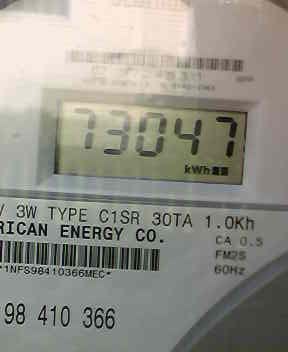 73047
kWh
/ 3W TYPE C1SR 30TA 1.0Kh
RICAN ENERGY CO.
CA 0.5
FM2S
60Hz
*1NFS98410366MEC*
98 410 366